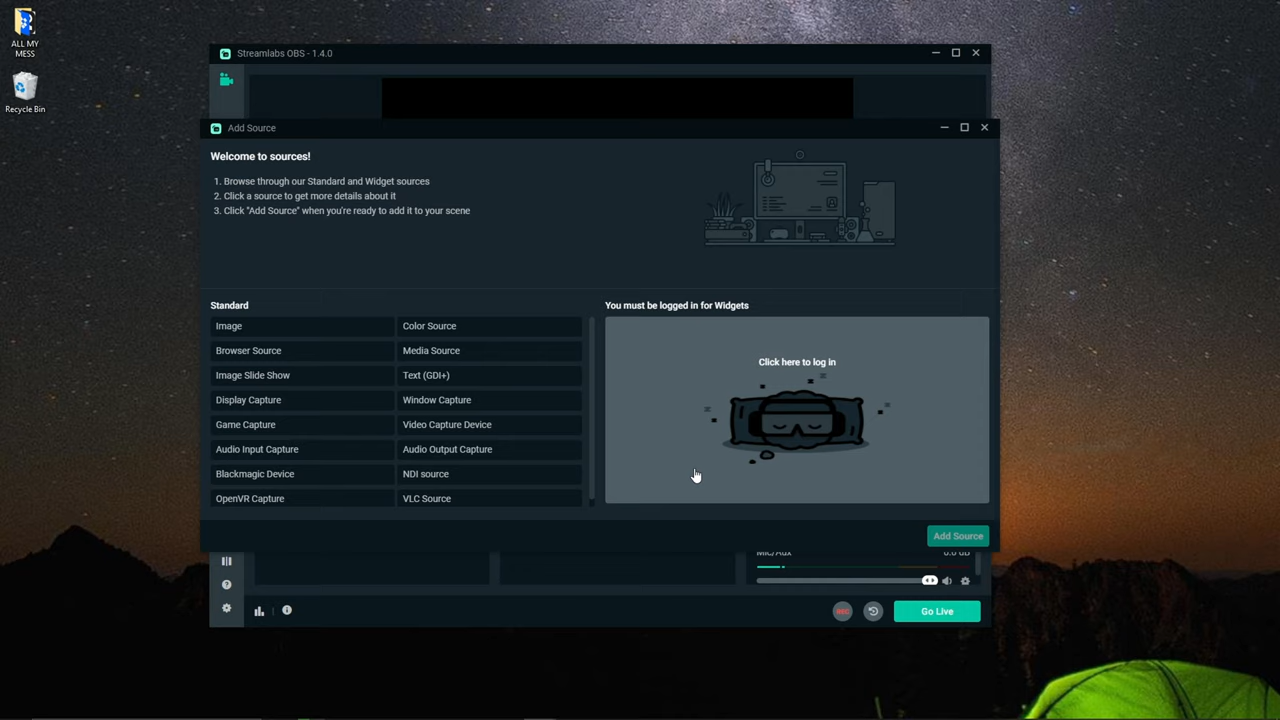 ALL MY
MESS
Recycle Bin
Streamlabs OBS - 1.4.0
Add Source
Welcome to sources!
1. Browse through our Standard and Widget sources
2. Click a source to get more details about it
3. Click "Add Source" when you're ready to add it to your scene
Standard
Image
Color Source
Browser Source
Media Source
Image Slide Show
Text (GDI+)
Display Capture
Window Capture
Game Capture
Video Capture Device
Audio Input Capture
Audio Output Capture
Blackmagic Device
NDI source
OpenVR Capture
VLC Source
You must be logged in for Widgets
Click here to log in
Add Source
Mic/Aux
0.0 dB
REC
Go Live